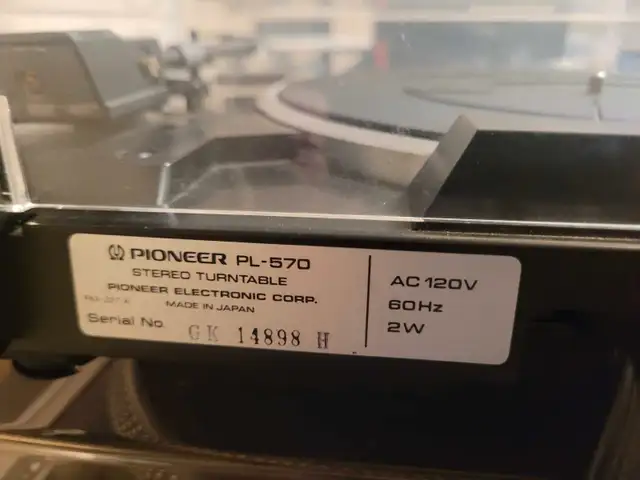 PIONEER PL-570
STEREO TURNTABLE
PIONEER ELECTRONIC CORP.
MADE IN JAPAN
Serial No. GK 14898 H
AC 120V
60Hz
2W